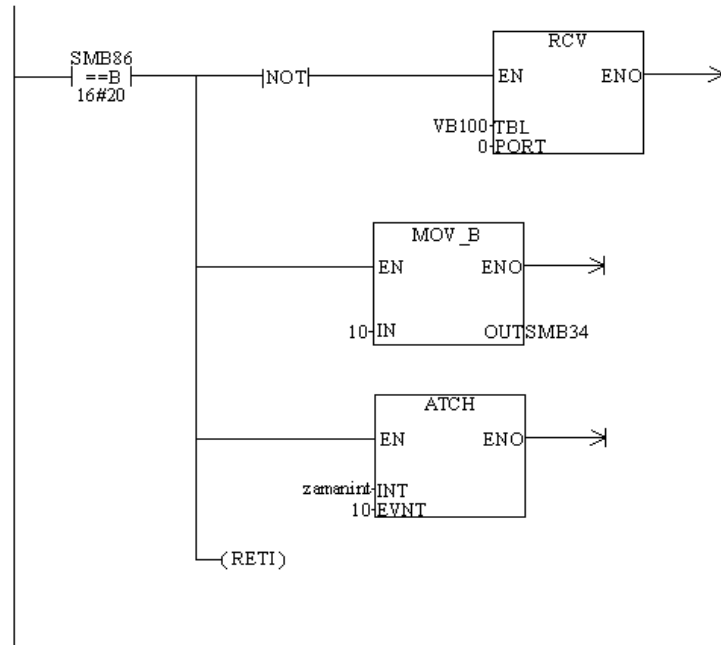 SMB86
==B
16#20
NOT
RCV
EN ENO
VB100 TBL
0 PORT
MOV_B
EN ENO
10 IN OUT SMB34
ATCH
EN ENO
zamanint INT
10 EVNT
(RETI)